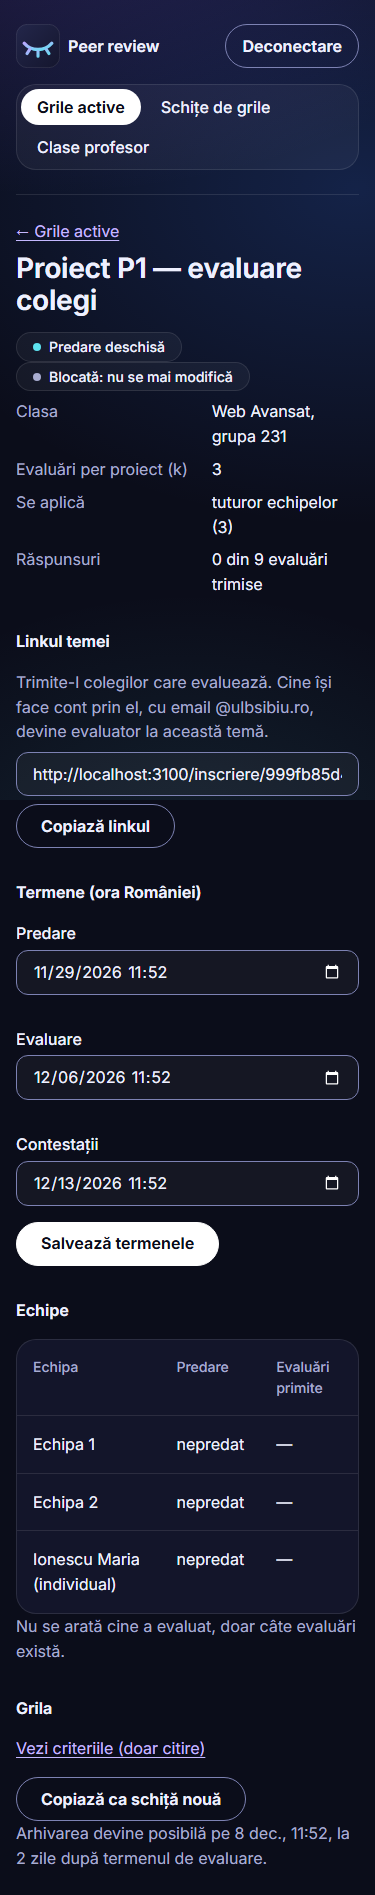 Peer review
Deconectare
Grile active
Schițe de grile
Clase profesor
← Grile active
Proiect P1 — evaluare
colegi
Predare deschisă
Blocată: nu se mai modifică
Clasa
Web Avansat,
grupa 231
Evaluări per proiect (k)
3
Se aplică
tuturor echipelor
(3)
Răspunsuri
0 din 9 evaluări
trimise
Linkul temei
Trimite-l colegilor care evaluează. Cine își
face cont prin el, cu email @ulbsibiu.ro,
devine evaluator la această temă.
http://localhost:3100/inscriere/999fb85d
Copiază linkul
Termene (ora României)
Predare
11/29/2026 11:52
Evaluare
12/06/2026 11:52
Contestații
12/13/2026 11:52
Salvează termenele
Echipe
Echipa
Predare
Evaluări
primite
Echipa 1
nepredat
—
Echipa 2
nepredat
—
Ionescu Maria
(individual)
nepredat
—
Nu se arată cine a evaluat, doar câte evaluări
există.
Grila
Vezi criteriile (doar citire)
Copiază ca schiță nouă
Arhivarea devine posibilă pe 8 dec., 11:52, la
2 zile după termenul de evaluare.